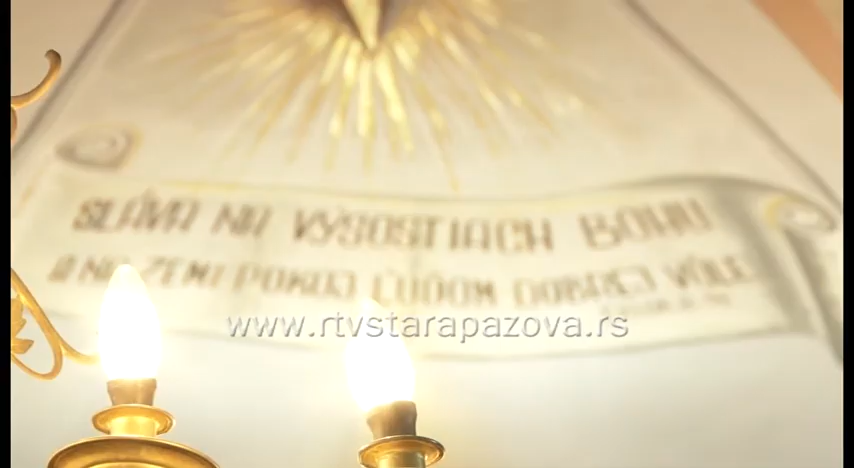 SLÁVA NA VÝSOSTIACH BOHU
A NA ZEMI POKOJ ĽUĎOM DOBREJ VÔLE
www.rtvstarapazova.rs